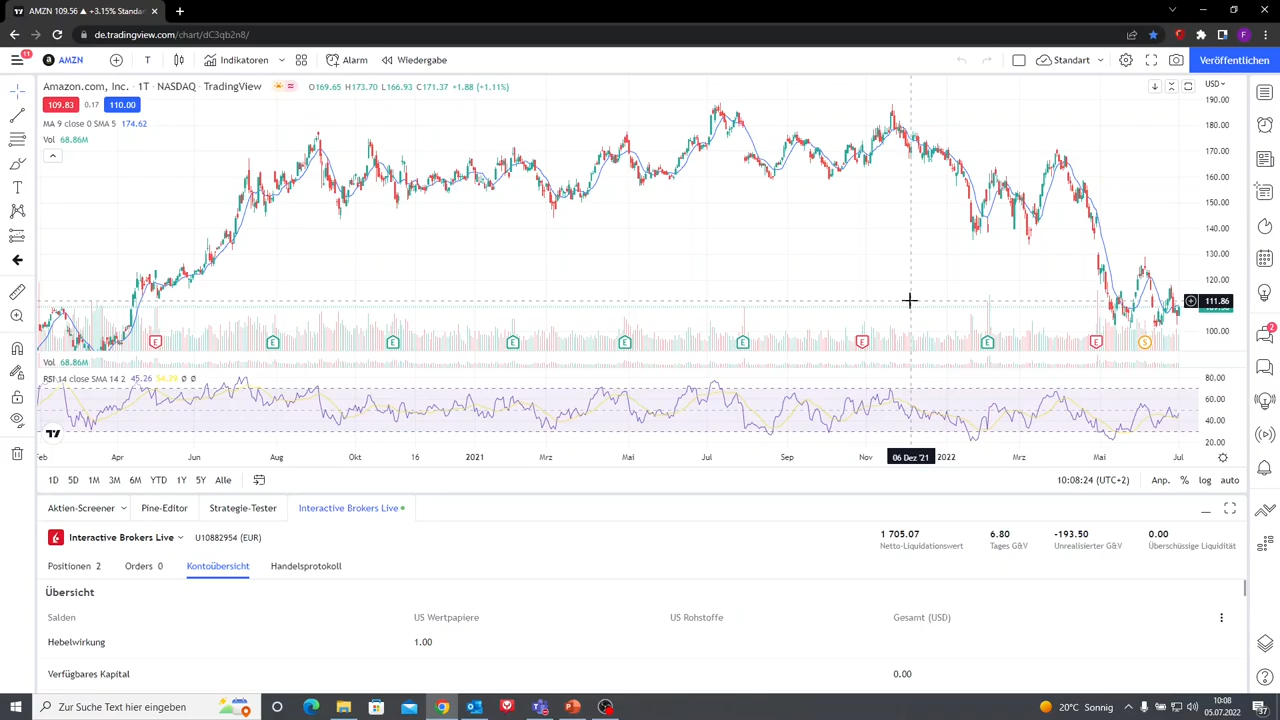 AMZN 109.56 ▲ +3.15% Standard
de.tradingview.com/chart/dC3qb2n8/
F
11
AMZN
T
Indikatoren
Alarm
Wiedergabe
Standart
Veröffentlichen
Amazon.com, Inc. · 1T · NASDAQ · TradingView
O169.65 H173.70 L166.93 C171.37 +1.88 (+1.11%)
USD
109.83 0.17 110.00
MA 9 close 0 SMA 5 174.62
Vol 68.86M
190.00
180.00
170.00
160.00
150.00
140.00
130.00
120.00
111.86
100.00
E E E E E E E E E S
2
Vol 68.86M
RSI 14 close SMA 14 2 45.26 54.39 Ø Ø
80.00
60.00
40.00
20.00
Feb Apr Jun Aug Okt 2021 Mrz Mai Jul Sep Nov 06 Dez '21 2022 Mrz Mai Jul
1D 5D 1M 3M 6M YTD 1Y 5Y Alle
10:08:24 (UTC+2) Anp. % log auto
Aktien-Screener Pine-Editor Strategie-Tester Interactive Brokers Live
Interactive Brokers Live U10882954 (EUR)
1 705.07 6.80 -193.50 0.00
Netto-Liquidationswert Tages G&V Unrealisierter G&V Überschüssige Liquidität
Positionen 2 Orders 0 Kontoübersicht Handelsprotokoll
Übersicht
Salden US Wertpapiere US Rohstoffe Gesamt (USD)
Hebelwirkung 1.00
Verfügbares Kapital 0.00
Zur Suche Text hier eingeben
20°C Sonnig
10:08
05.07.2022
37